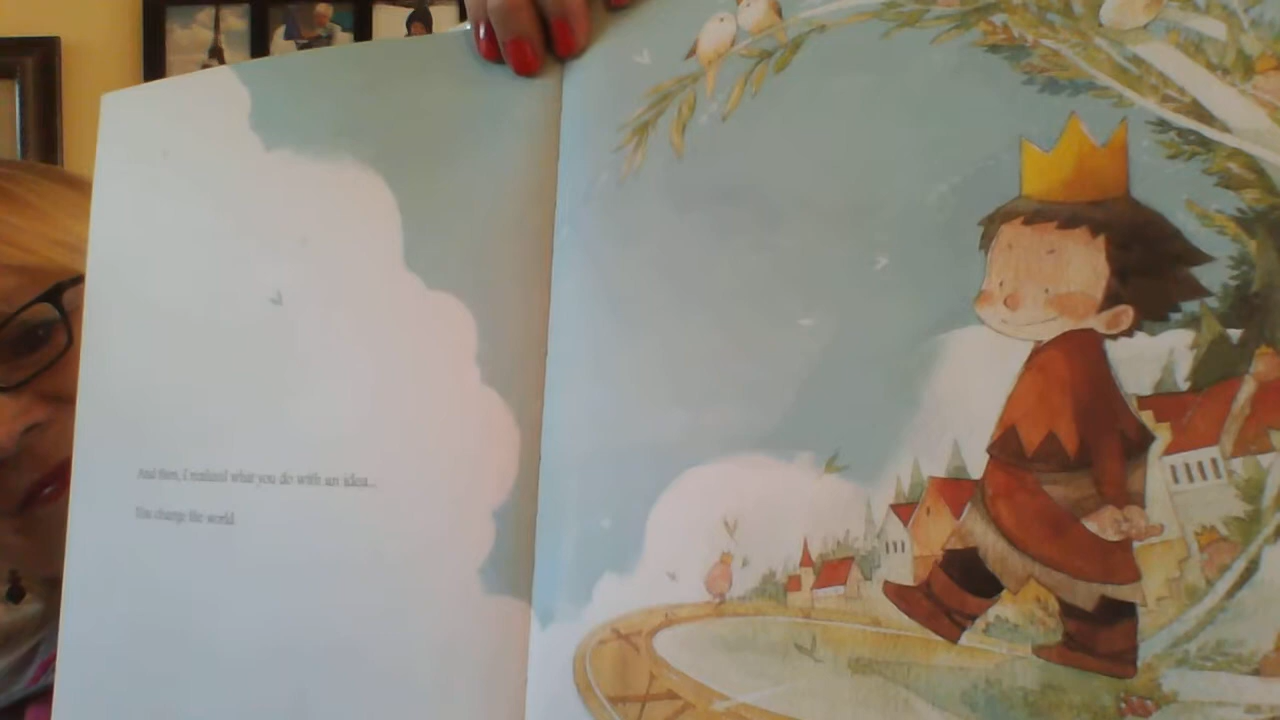 And then, I realized what you do with an idea...
You change the world.